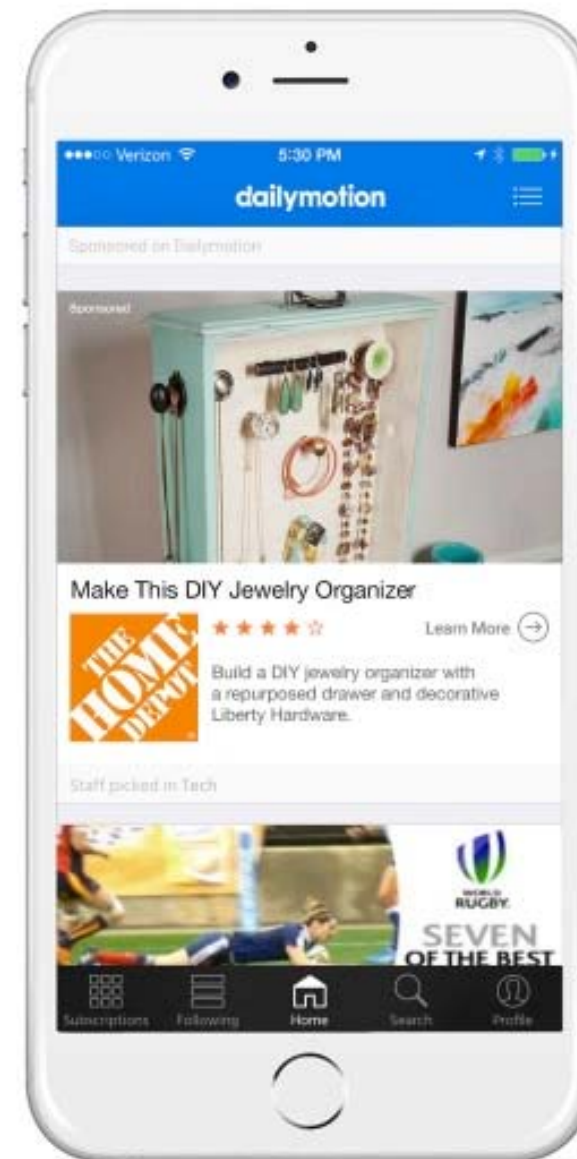 Verizon 5:30 PM
dailymotion
Sponsored on Dailymotion
Sponsored
Make This DIY Jewelry Organizer
THE HOME DEPOT
Learn More
Build a DIY jewelry organizer with
a repurposed drawer and decorative
Liberty Hardware.
Staff picked in Tech
WORLD
RUGBY
SEVEN
OF THE BEST
Subscriptions Following Home Search Profile